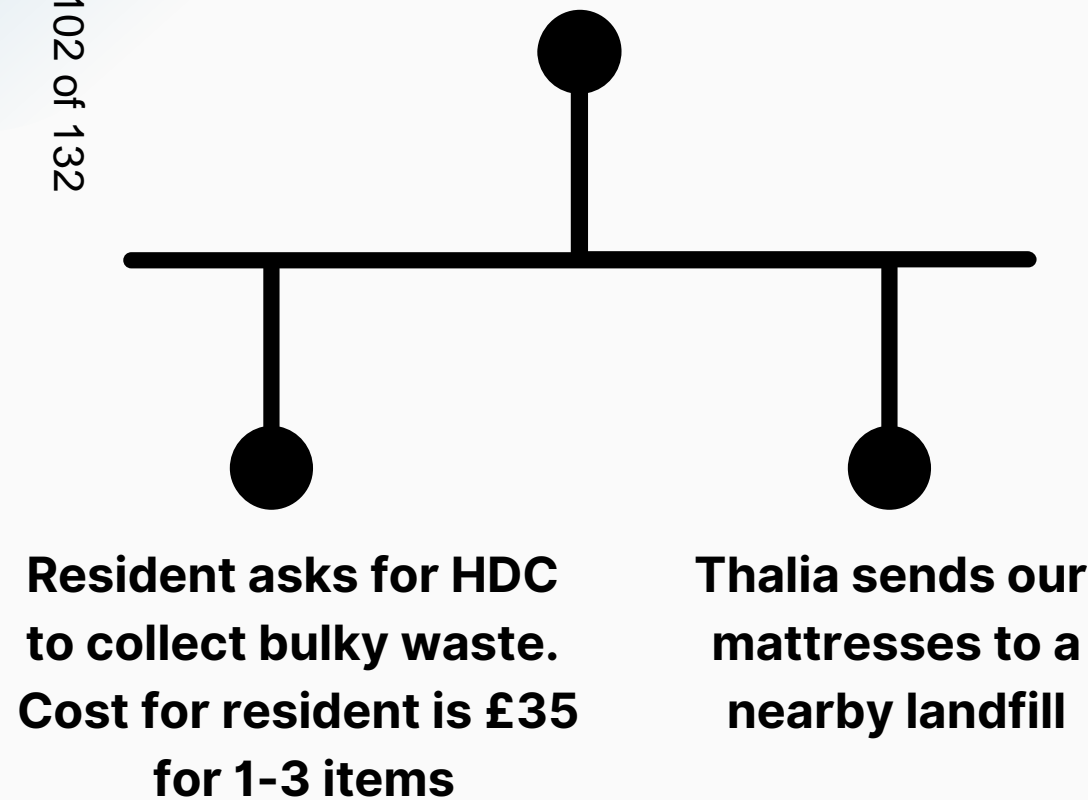 102 of 132
Resident asks for HDC
to collect bulky waste.
Cost for resident is £35
for 1-3 items
Thalia sends our
mattresses to a
nearby landfill